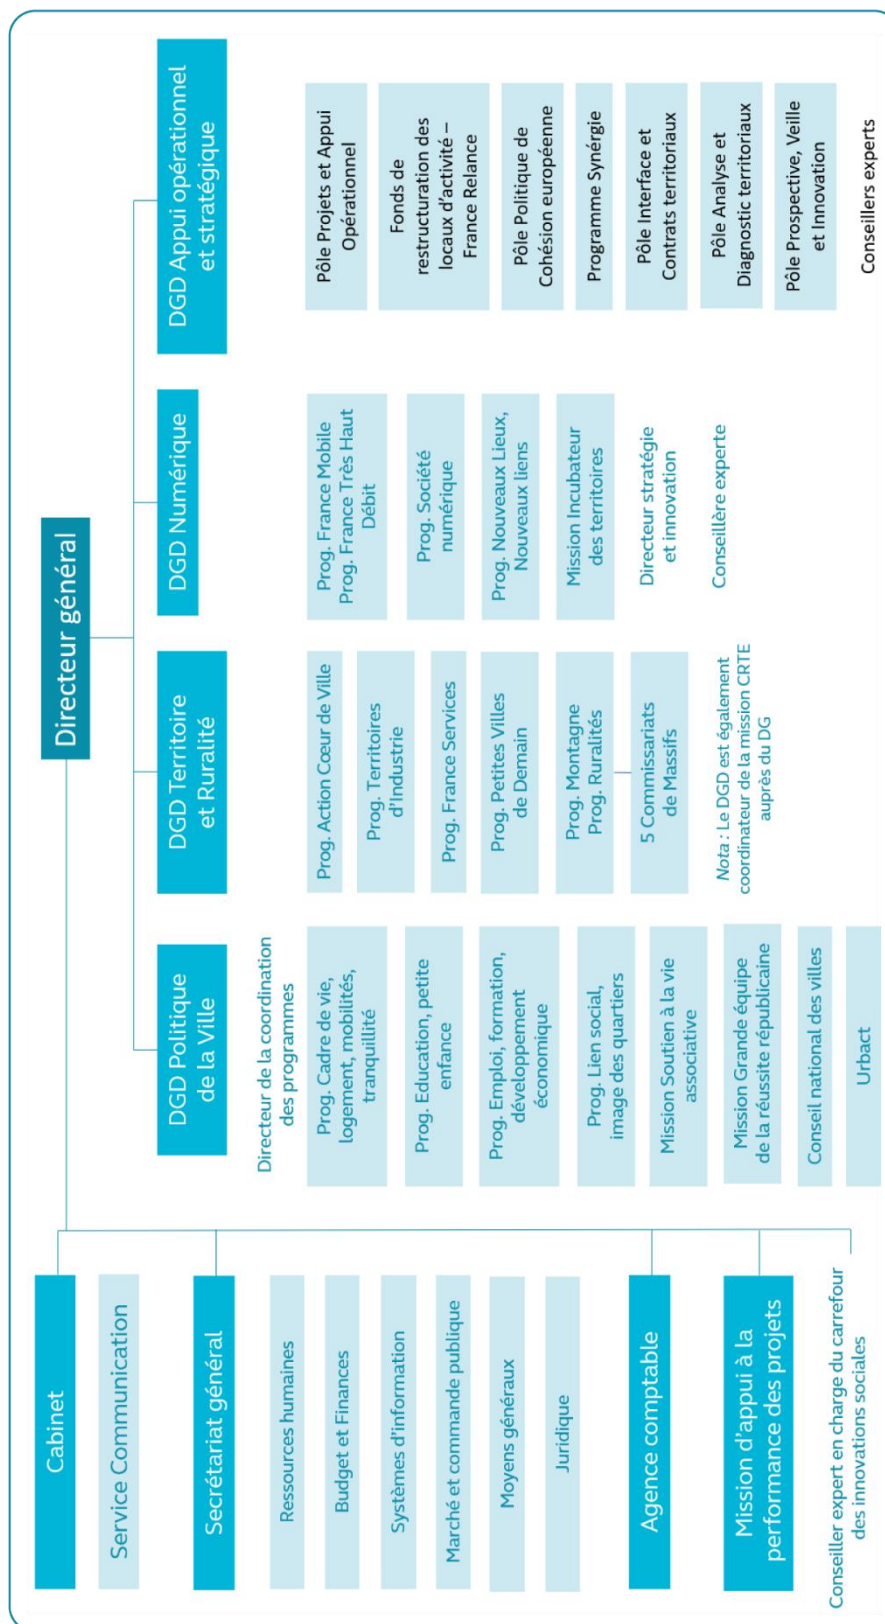 Directeur général
Cabinet
Service Communication
Secrétariat général
Ressources humaines
Budget et Finances
Systèmes d'information
Marché et commande publique
Moyens généraux
Juridique
Agence comptable
Mission d'appui à la
performance des projets
Conseiller expert en charge du carrefour
des innovations sociales
DGD Politique
de la Ville
Directeur de la coordination
des programmes
Prog. Cadre de vie,
logement, mobilités,
tranquillité
Prog. Education, petite
enfance
Prog. Emploi, formation,
développement
économique
Prog. Lien social,
image des quartiers
Mission Soutien à la vie
associative
Mission Grande équipe
de la réussite républicaine
Conseil national des villes
Urbact
DGD Territoire
et Ruralité
Prog. Action Cœur de Ville
Prog. Territoires
d'Industrie
Prog. France Services
Prog. Petites Villes
de Demain
Prog. Montagne
Prog. Ruralités
5 Commissariats
de Massifs
Nota : Le DGD est également
coordinateur de la mission CRTE
auprès du DG
DGD Numérique
Prog. France Mobile
Prog. France Très Haut
Débit
Prog. Société
numérique
Prog. Nouveaux Lieux,
Nouveaux liens
Mission Incubateur
des territoires
Directeur stratégie
et innovation
Conseillère experte
DGD Appui opérationnel
et stratégique
Pôle Projets et Appui
Opérationnel
Fonds de
restructuration des
locaux d'activité –
France Relance
Pôle Politique de
Cohésion européenne
Programme Synérgie
Pôle Interface et
Contrats territoriaux
Pôle Analyse et
Diagnostic territoriaux
Pôle Prospective, Veille
et Innovation
Conseillers experts